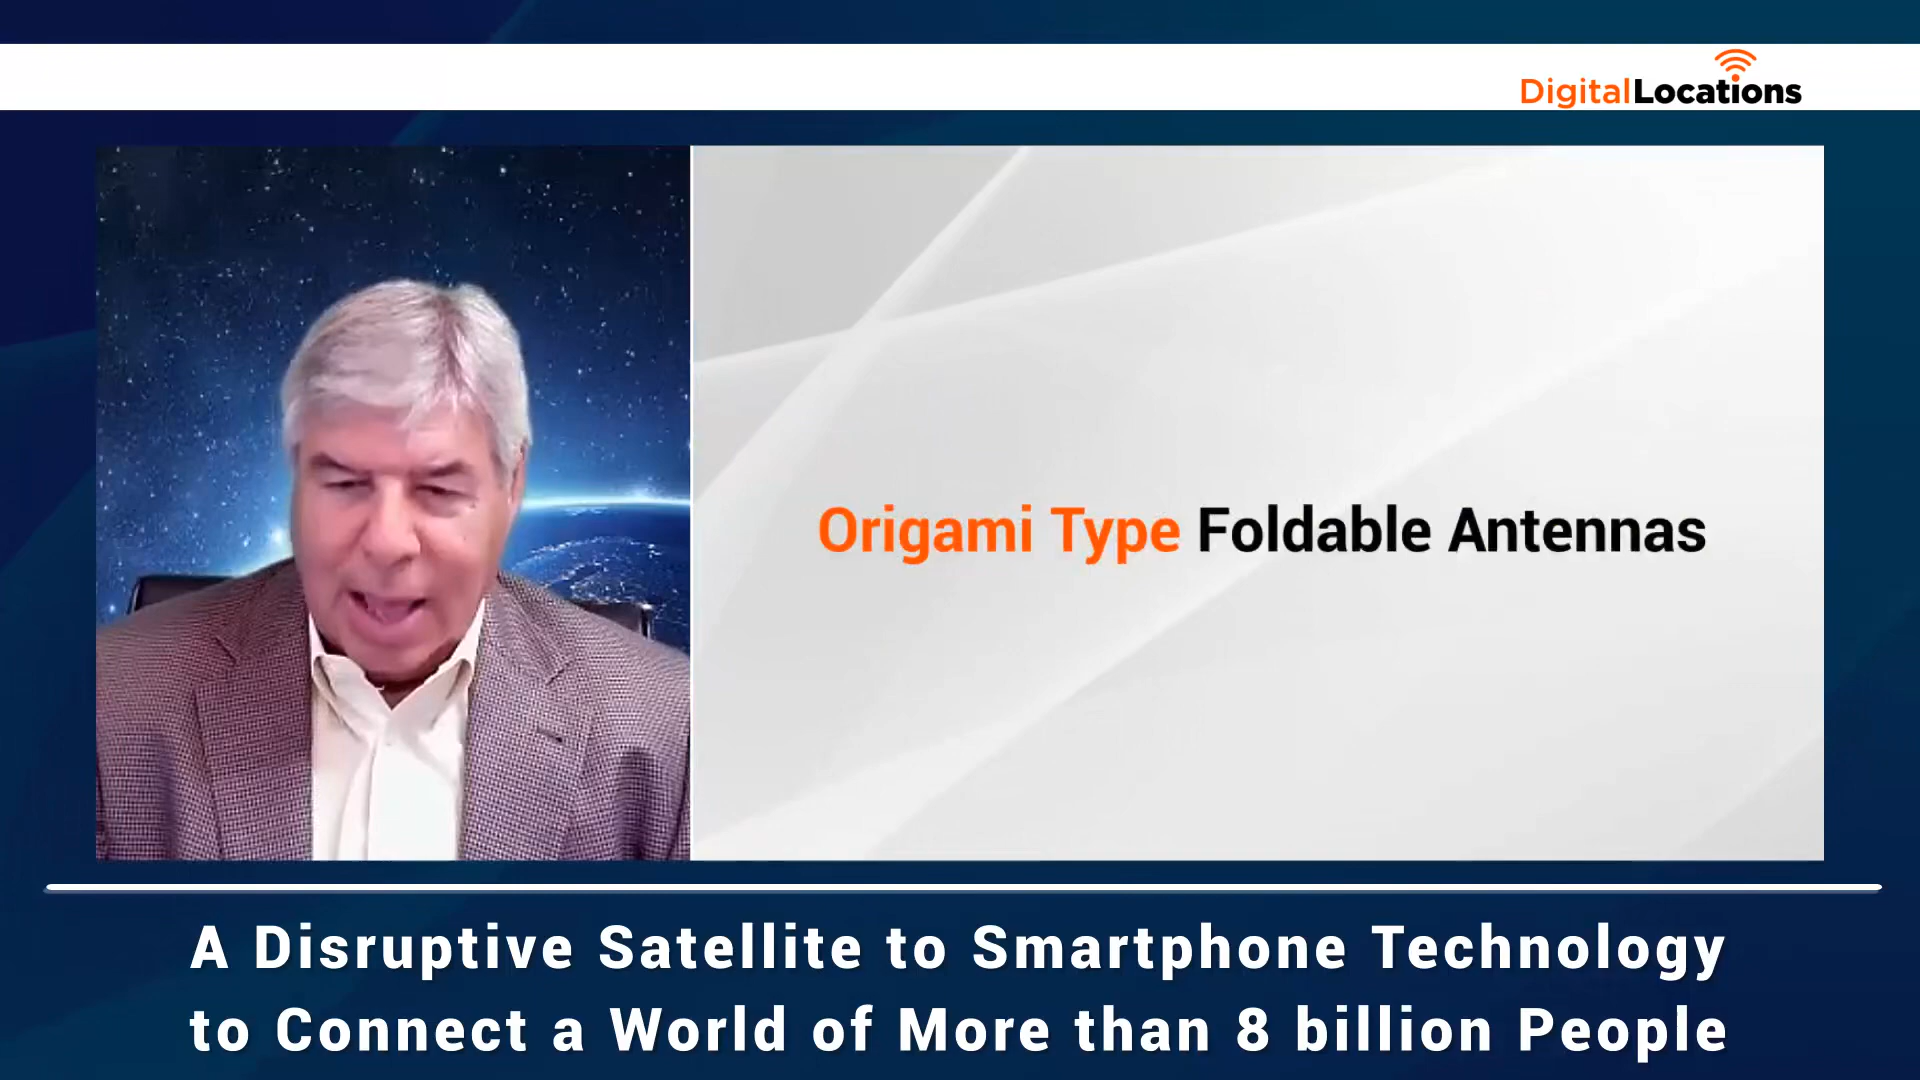 DigitalLocations
Origami Type Foldable Antennas
A Disruptive Satellite to Smartphone Technology
to Connect a World of More than 8 billion People